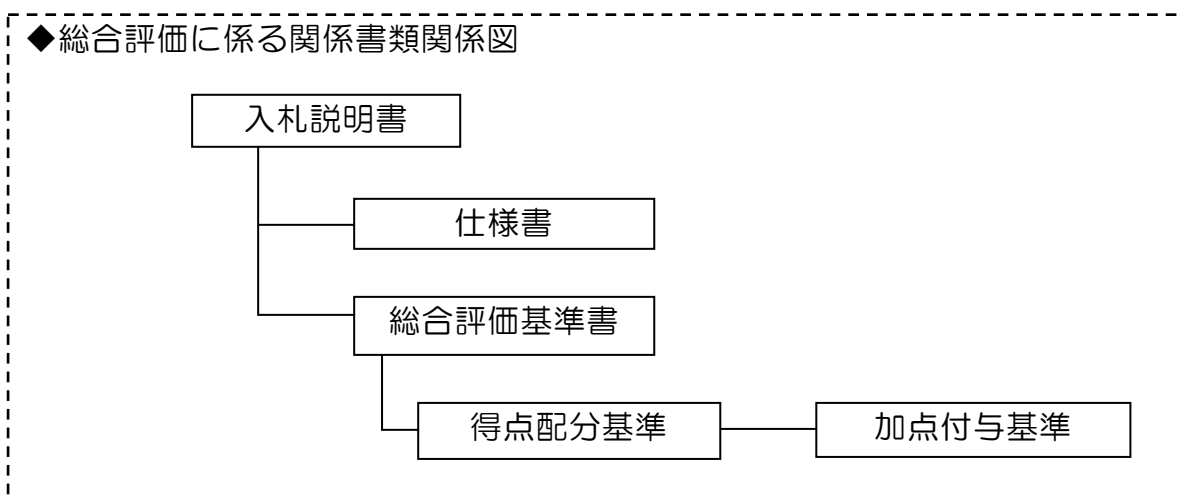 ◆総合評価に係る関係書類関係図
入札説明書
仕様書
総合評価基準書
得点配分基準
加点付与基準